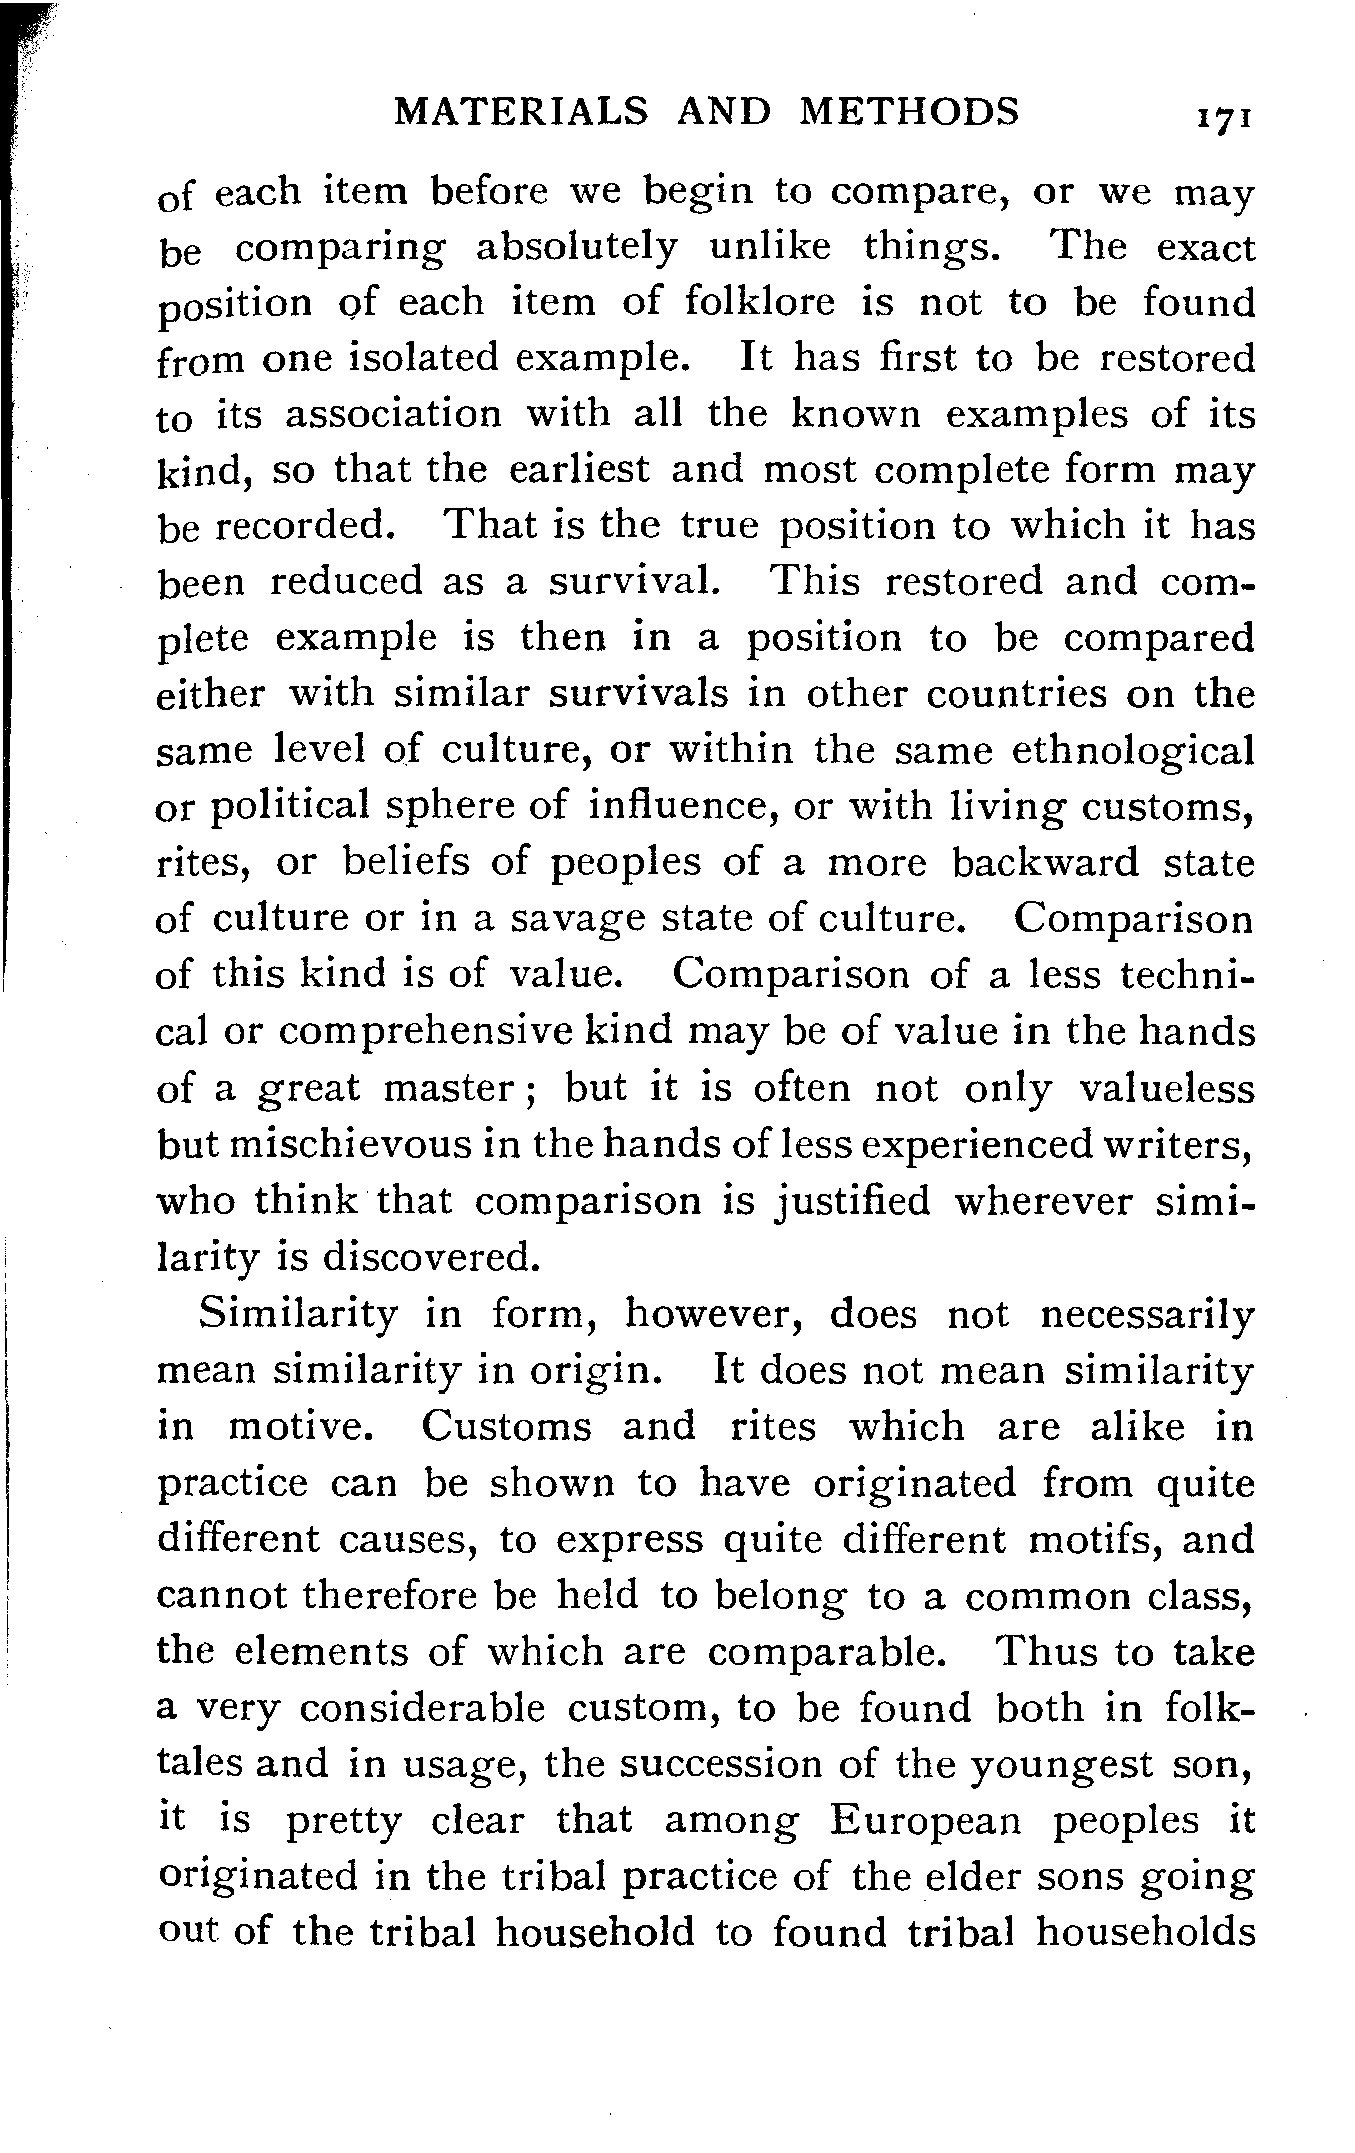 MATERIALS AND METHODS 171
of each item before we begin to compare, or we may
be comparing absolutely unlike things. The exact
position of each item of folklore is not to be found
from one isolated example. It has first to be restored
to its association with all the known examples of its
kind, so that the earliest and most complete form may
be recorded. That is the true position to which it has
been reduced as a survival. This restored and com-
plete example is then in a position to be compared
either with similar survivals in other countries on the
same level of culture, or within the same ethnological
or political sphere of influence, or with living customs,
rites, or beliefs of peoples of a more backward state
of culture or in a savage state of culture. Comparison
of this kind is of value. Comparison of a less techni-
cal or comprehensive kind may be of value in the hands
of a great master; but it is often not only valueless
but mischievous in the hands of less experienced writers,
who think that comparison is justified wherever simi-
larity is discovered.
Similarity in form, however, does not necessarily
mean similarity in origin. It does not mean similarity
in motive. Customs and rites which are alike in
practice can be shown to have originated from quite
different causes, to express quite different motifs, and
cannot therefore be held to belong to a common class,
the elements of which are comparable. Thus to take
a very considerable custom, to be found both in folk-
tales and in usage, the succession of the youngest son,
it is pretty clear that among European peoples it
originated in the tribal practice of the elder sons going
out of the tribal household to found tribal households